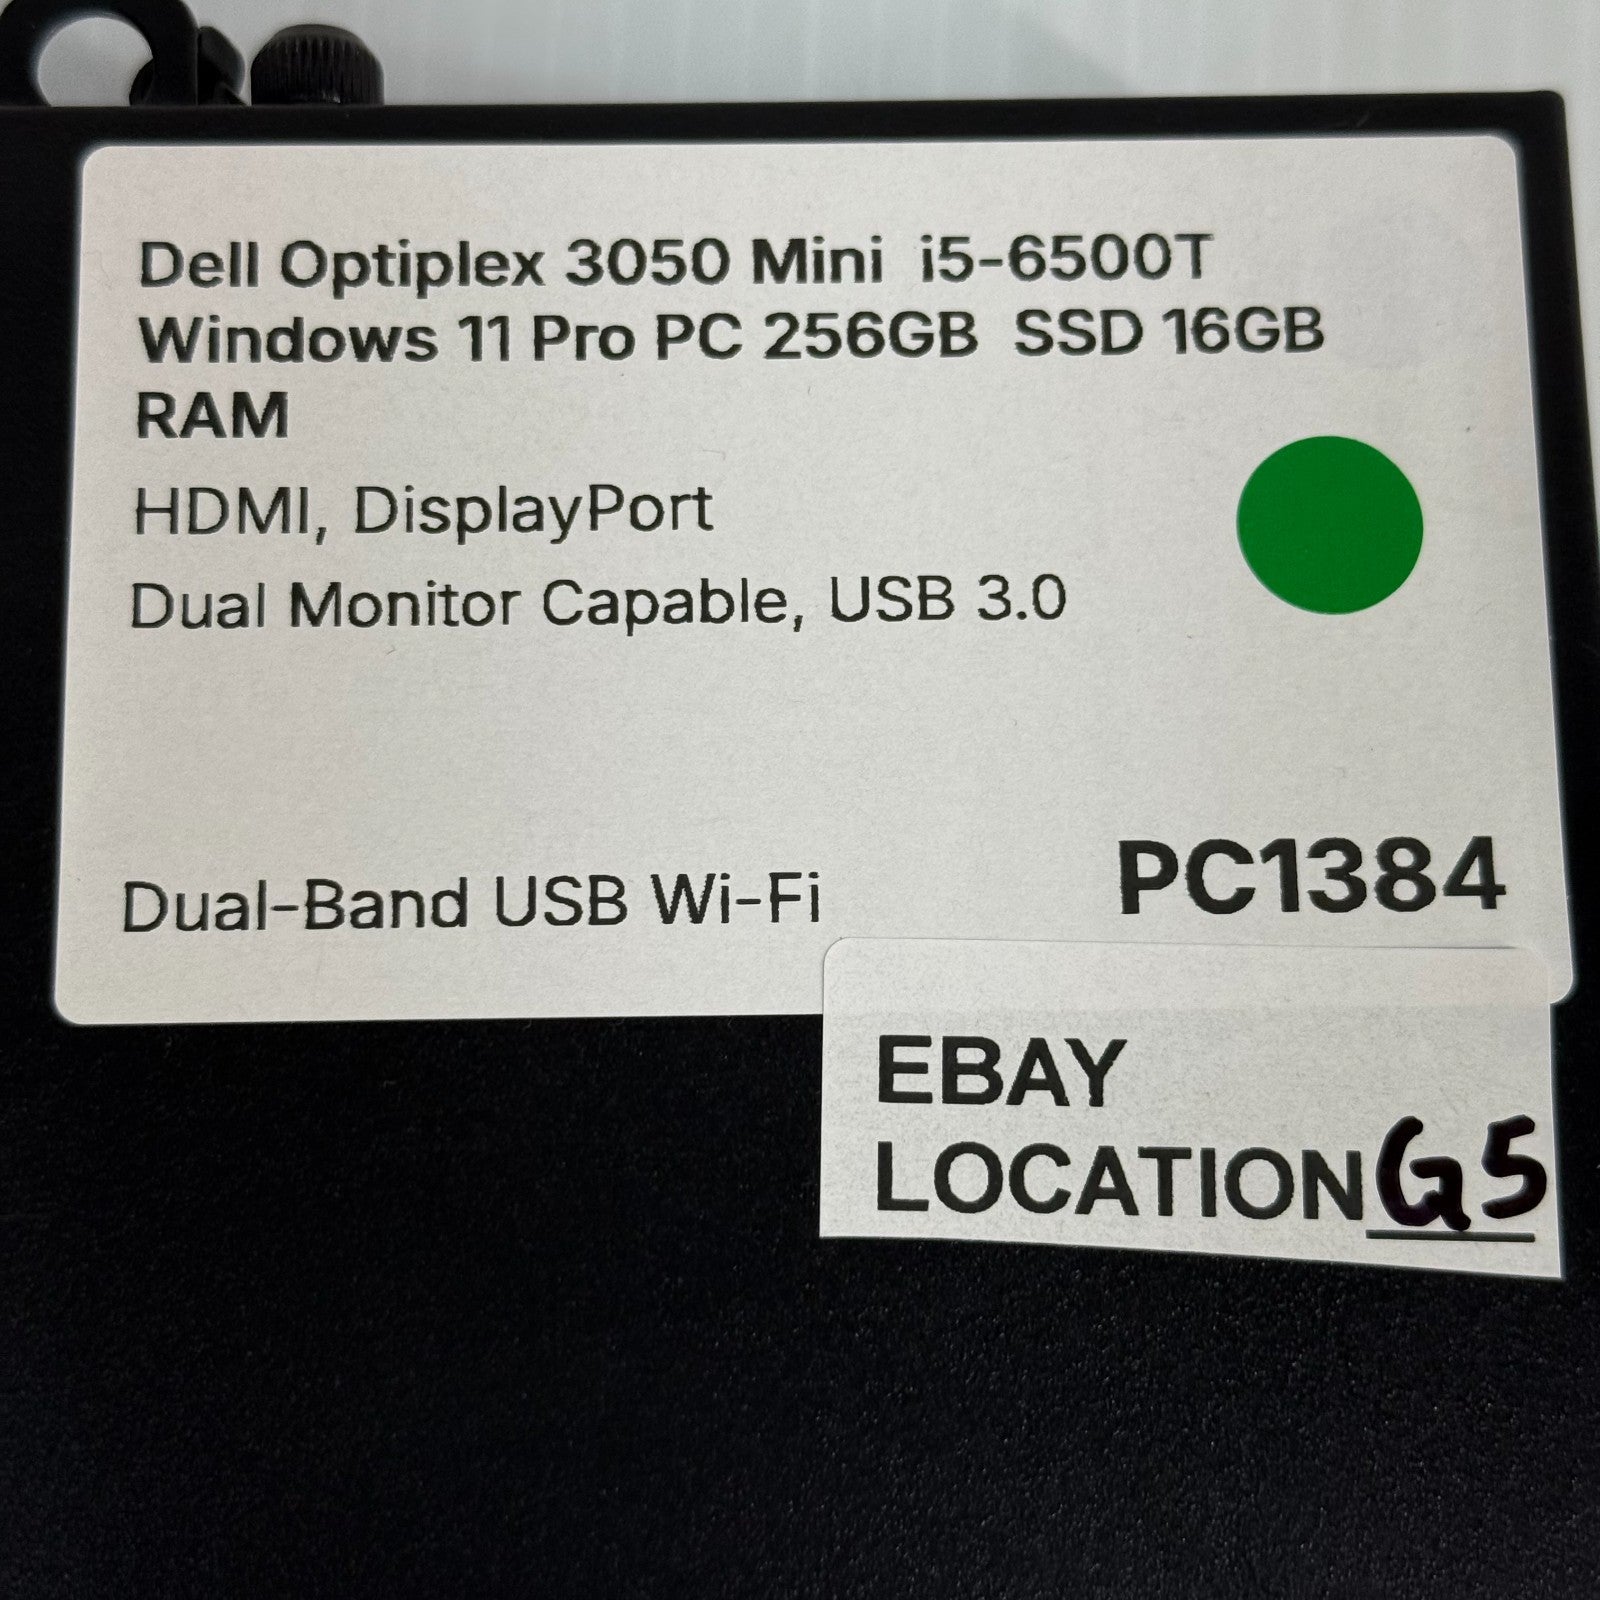 Dell Optiplex 3050 Mini i5-6500T
Windows 11 Pro PC 256GB SSD 16GB
RAM
HDMI, DisplayPort
Dual Monitor Capable, USB 3.0
Dual-Band USB Wi-Fi
PC1384
EBAY
LOCATION G5